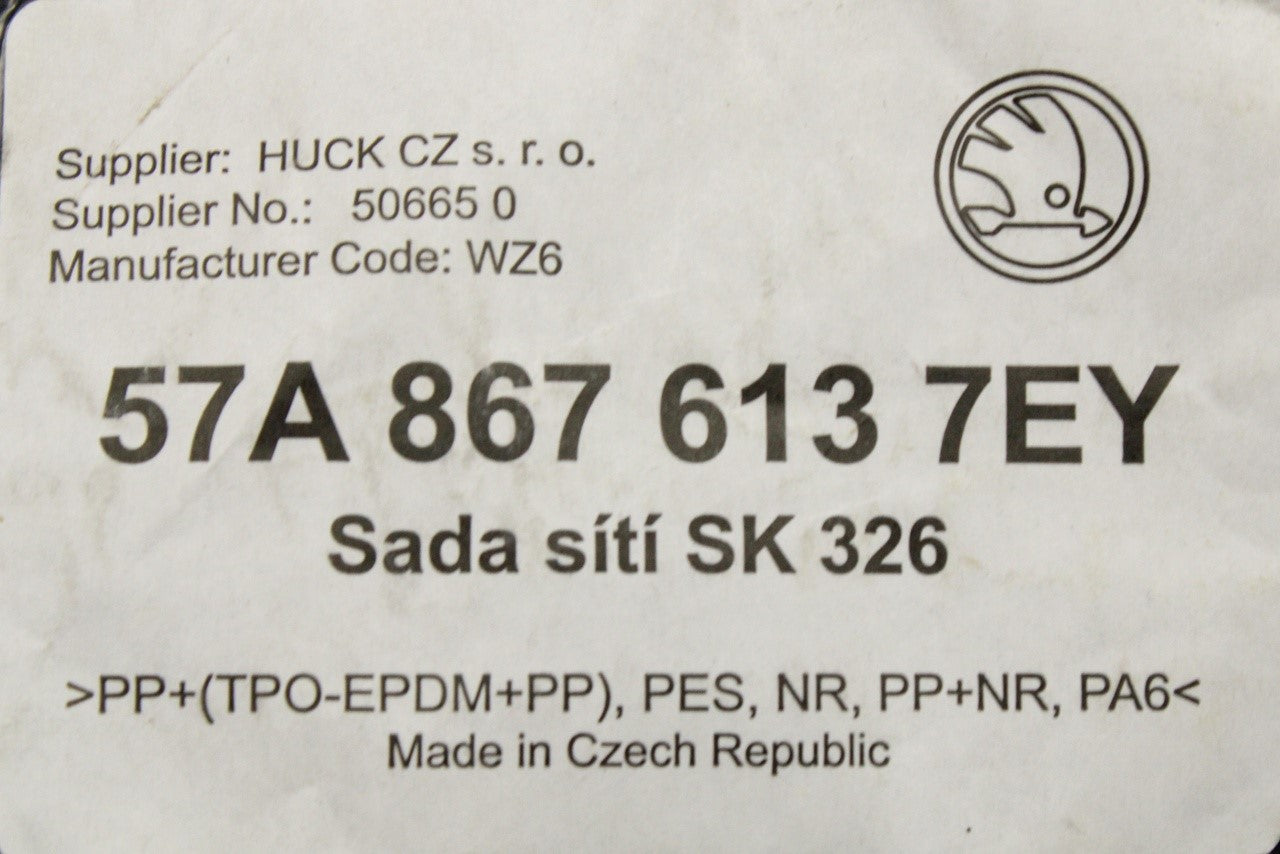 Supplier: HUCK CZ s. r. o.
Supplier No.: 50665 0
Manufacturer Code: WZ6
57A 867 613 7EY
Sada sítí SK 326
>PP+(TPO-EPDM+PP), PES, NR, PP+NR, PA6<
Made in Czech Republic